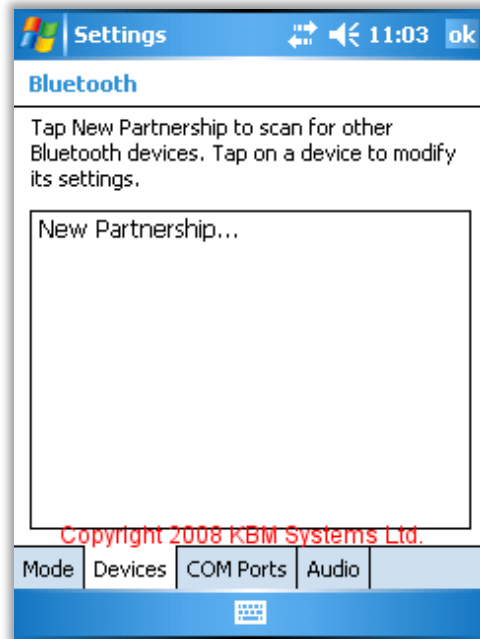 Settings 11:03 ok
Bluetooth
Tap New Partnership to scan for other
Bluetooth devices. Tap on a device to modify
its settings.
New Partnership...
Copyright 2008 KBM Systems Ltd.
Mode Devices COM Ports Audio